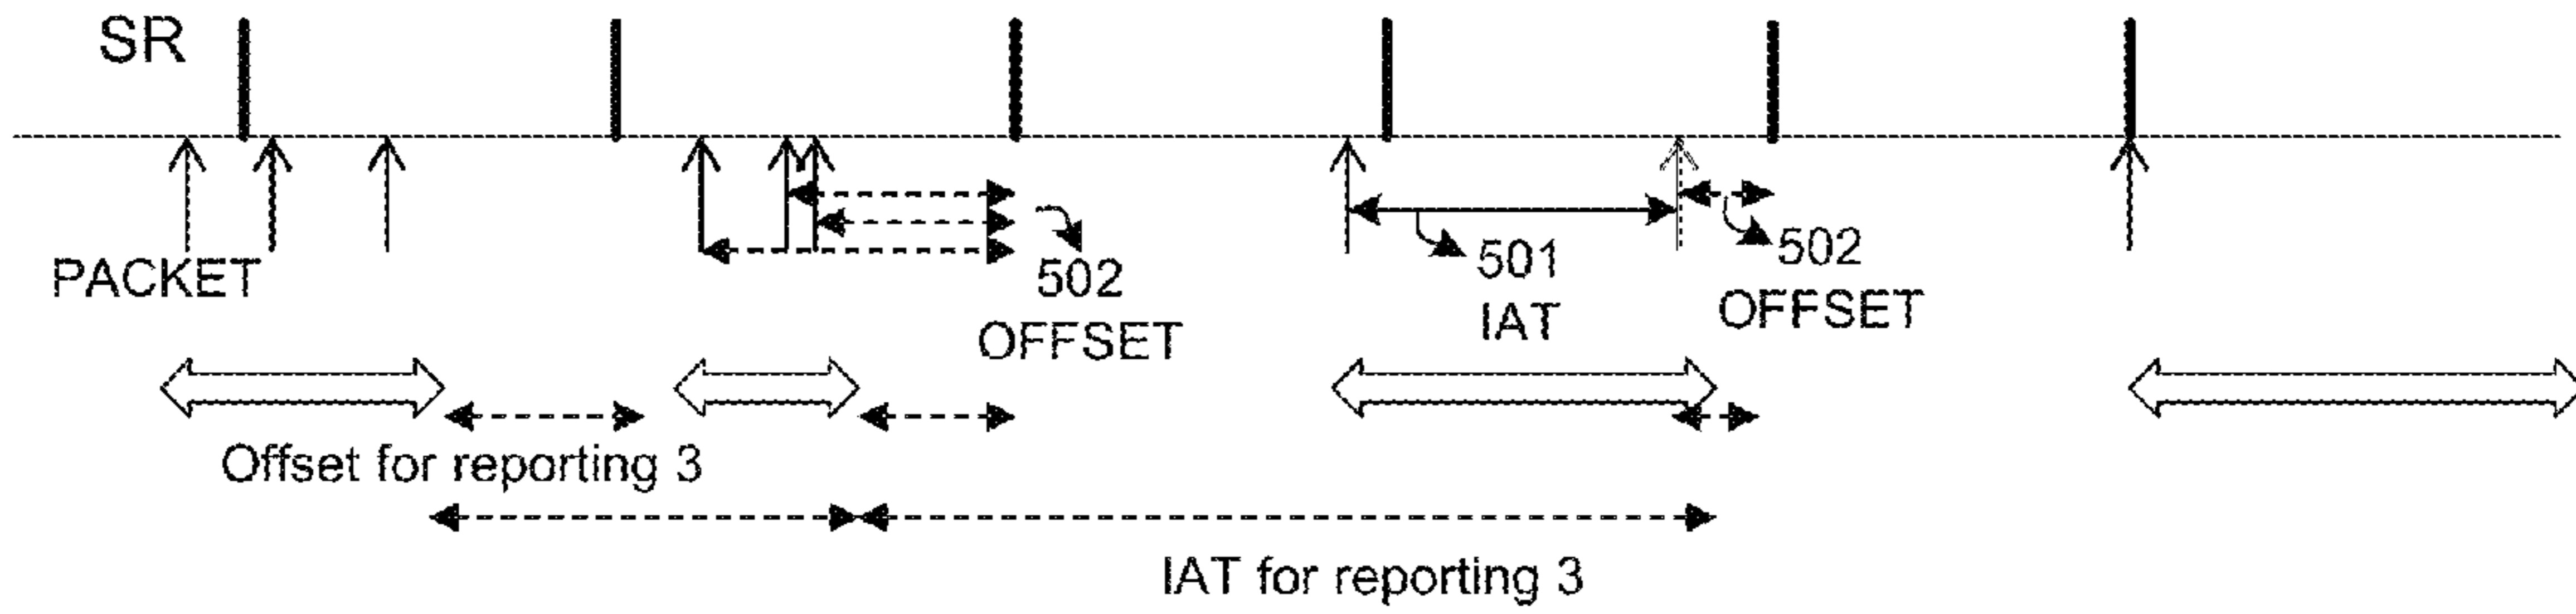 SR
PACKET
502
OFFSET
501
IAT
502
OFFSET
Offset for reporting 3
IAT for reporting 3